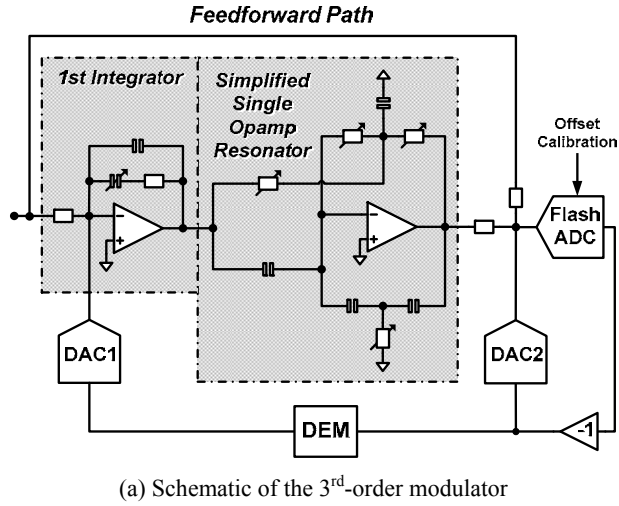 Feedforward Path
1st Integrator
Simplified
Single
Opamp
Resonator
Offset
Calibration
Flash
ADC
DAC1
DAC2
DEM
-1
(a) Schematic of the 3rd-order modulator